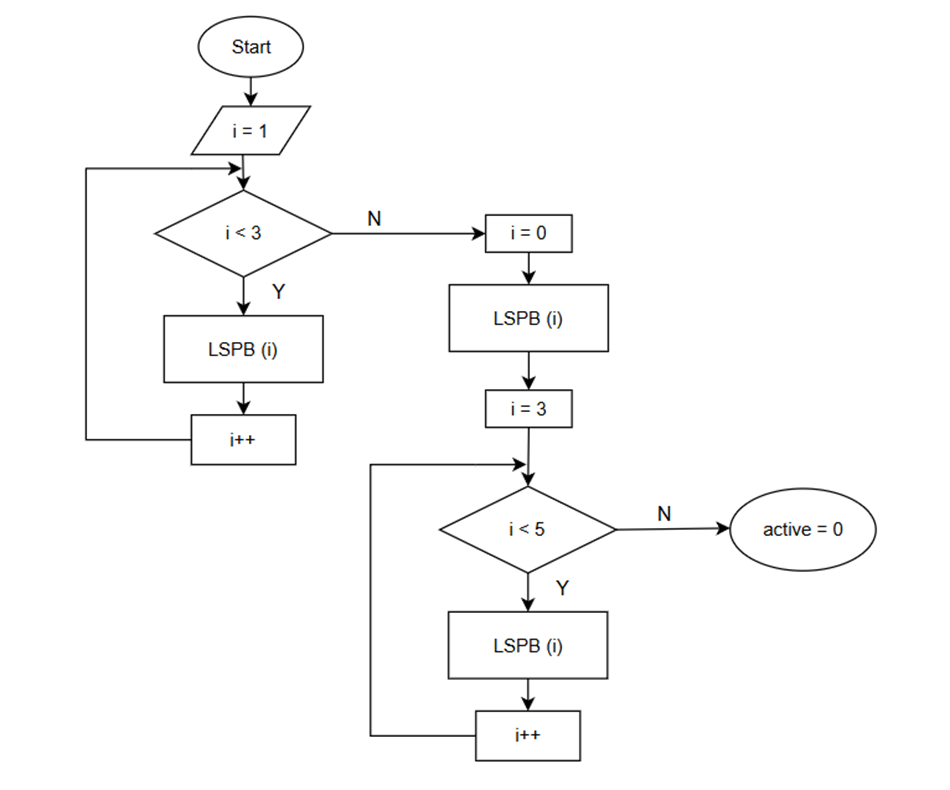 Start
i = 1
i < 3
N
Y
LSPB (i)
i++
i = 0
LSPB (i)
i = 3
i < 5
N
active = 0
Y
LSPB (i)
i++